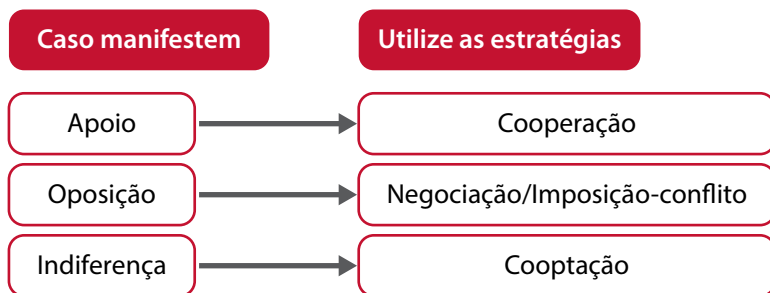 Caso manifestem
Utilize as estratégias
Apoio
Cooperação
Oposição
Negociação/Imposição-conflito
Indiferença
Cooptação